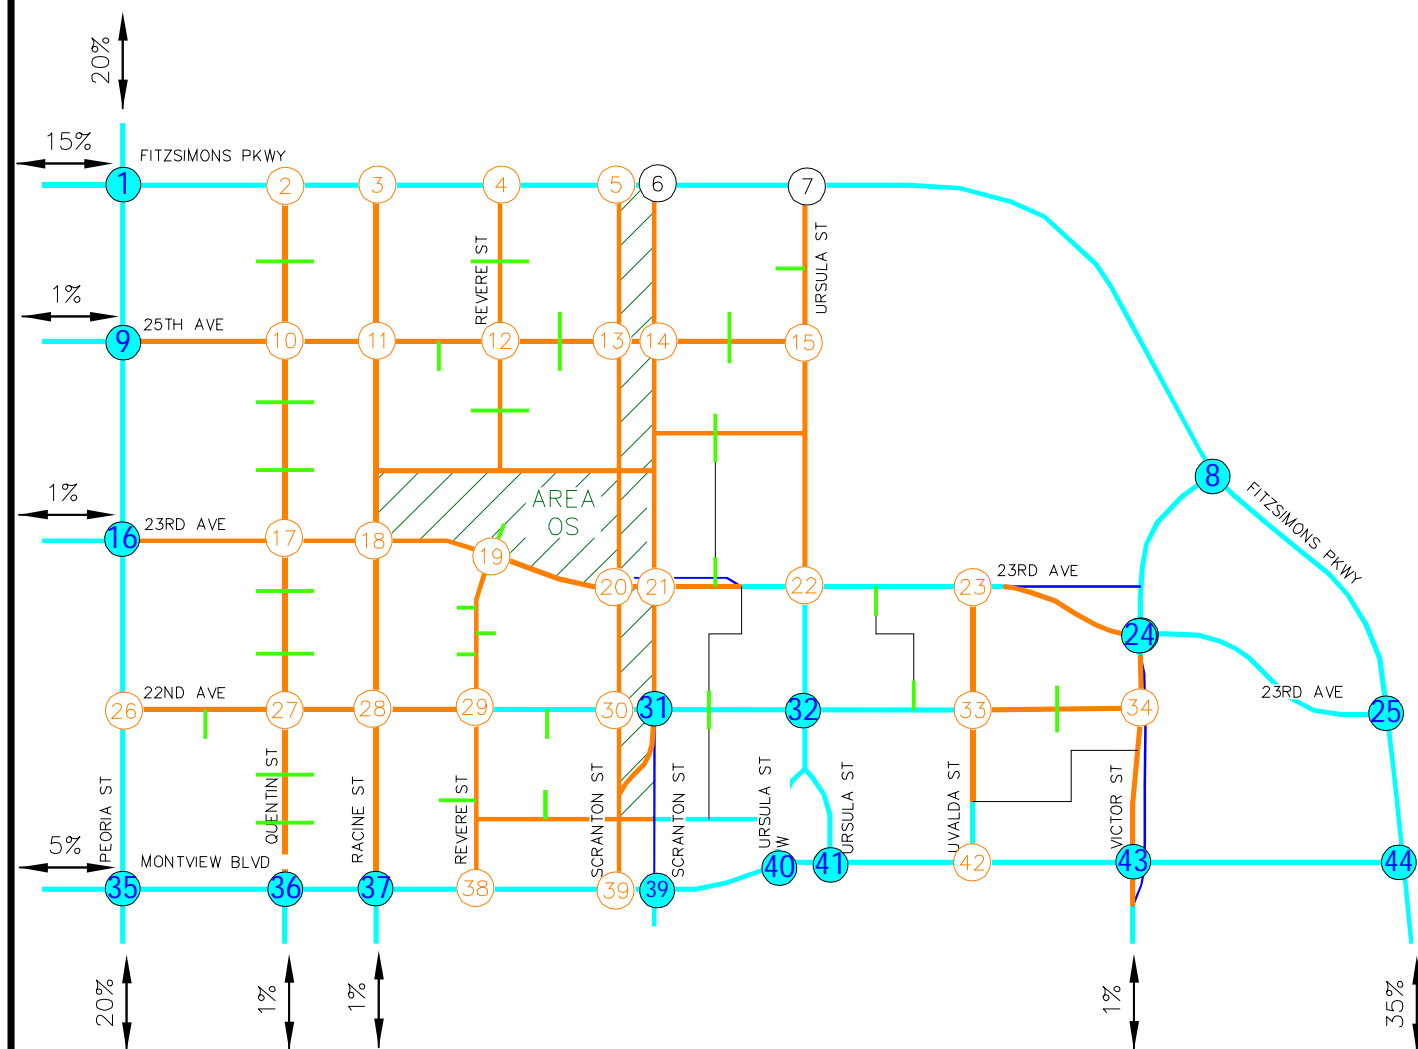 20%
15%
FITZSIMONS PKWY
1
2
3
4
5
6
7
REVERE ST
URSULA ST
1%
25TH AVE
9
10
11
12
13
14
15
8
FITZSIMONS PKWY
1%
23RD AVE
16
17
18
19
AREA
OS
20
21
22
23
23RD AVE
24
22ND AVE
26
27
28
29
30
31
32
33
34
23RD AVE
25
PEORIA ST
QUENTIN ST
RACINE ST
REVERE ST
SCRANTON ST
SCRANTON ST
URSULA ST
W
URSULA ST
UVALDA ST
VICTOR ST
5%
MONTVIEW BLVD
35
36
37
38
39
39
40
41
42
43
44
20%
1%
1%
1%
35%